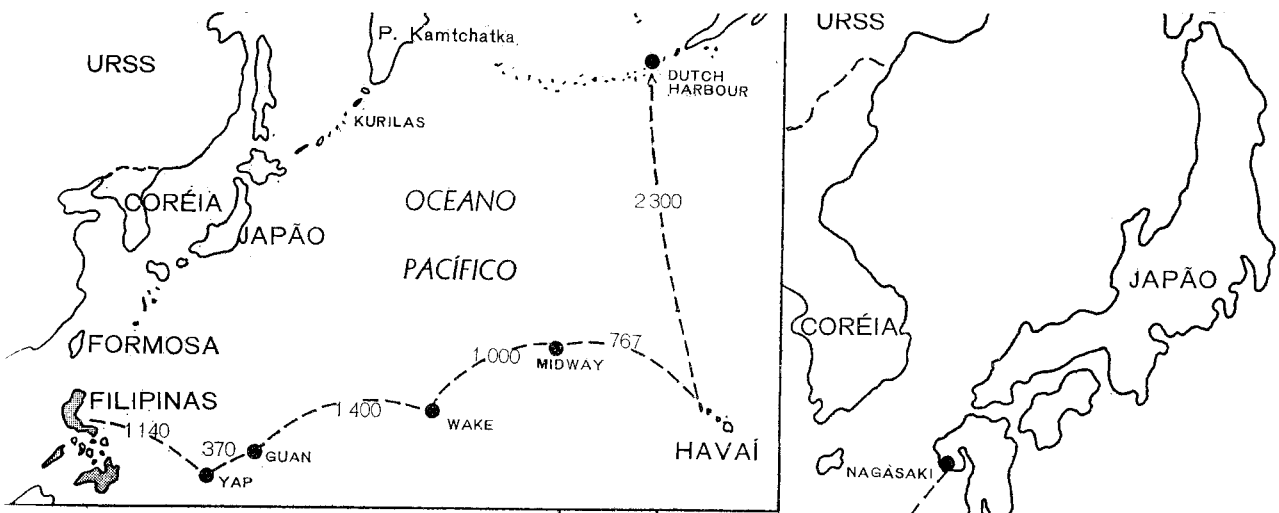 URSS
P. Kamtchatka
DUTCH
HARBOUR
KURILAS
CORÉIA
OCEANO
2 300
JAPÃO
PACÍFICO
FORMOSA
1 000
767
MIDWAY
FILIPINAS
1 400
WAKE
1 140
370
GUAN
HAVAÍ
YAP
URSS
JAPÃO
CORÉIA
NAGASAKI